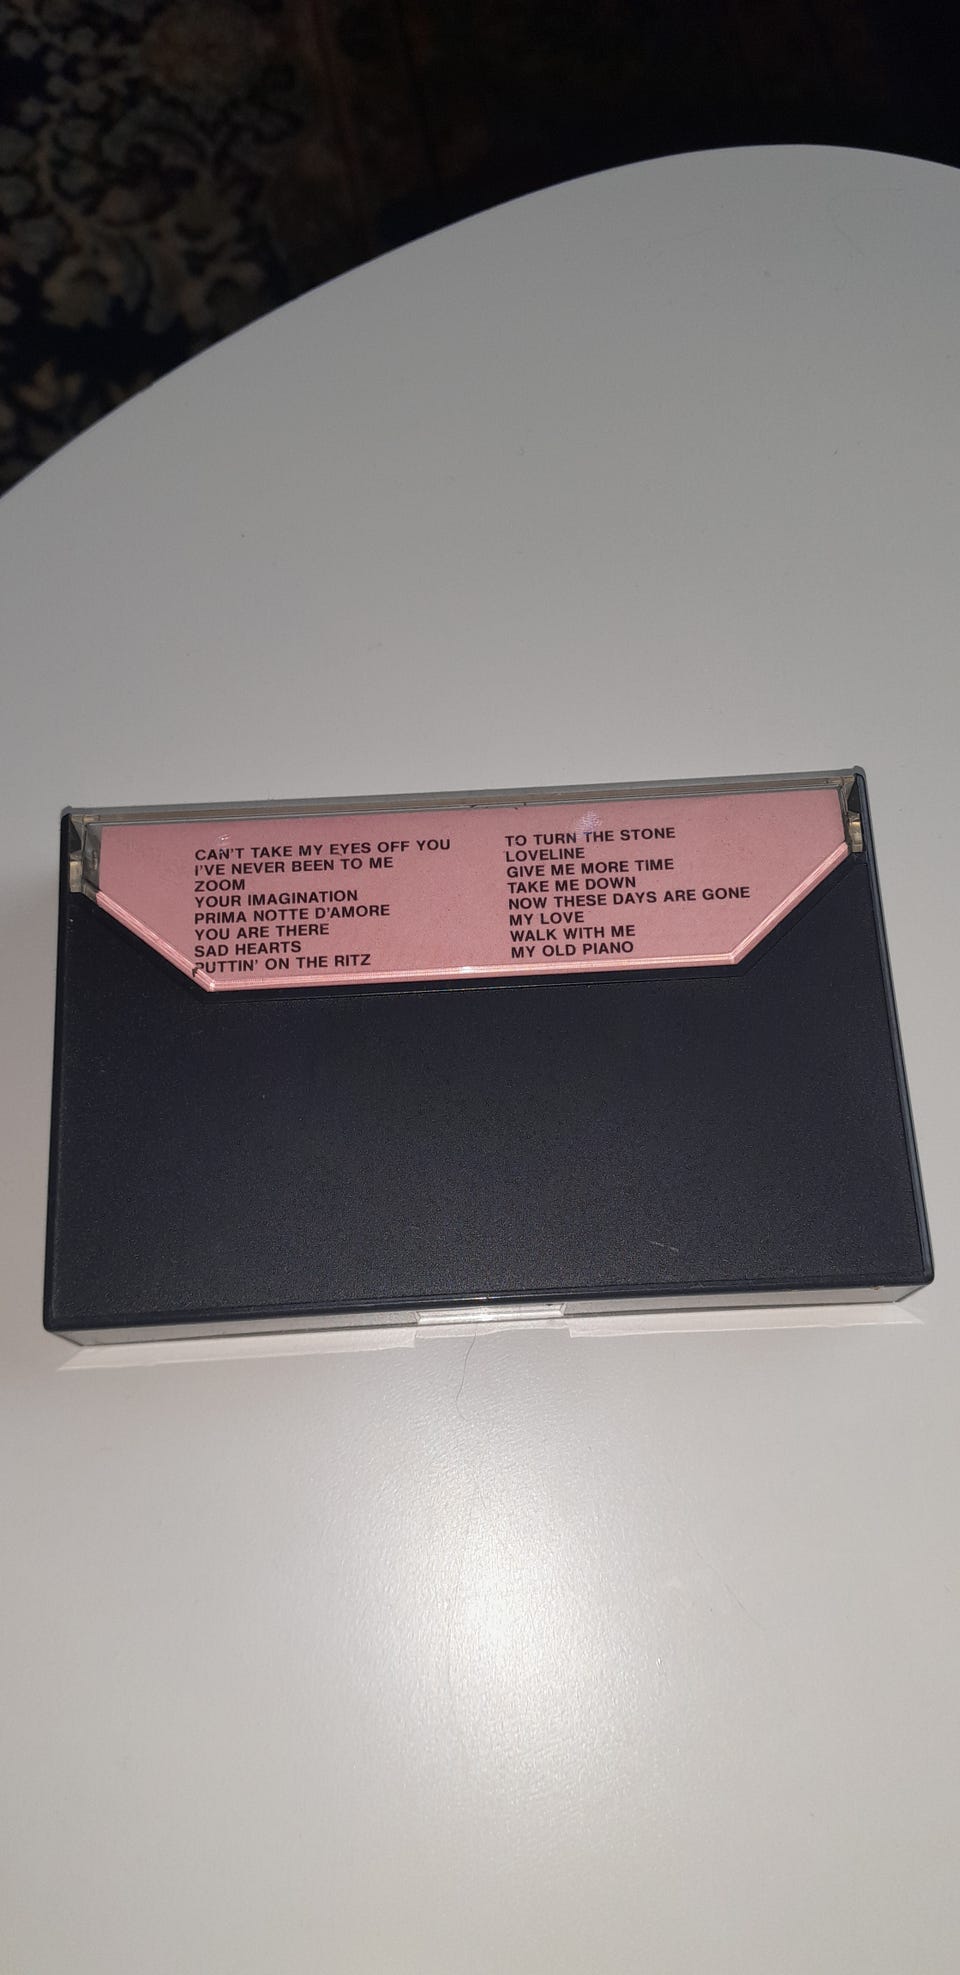 CAN'T TAKE MY EYES OFF YOU
I'VE NEVER BEEN TO ME
ZOOM
YOUR IMAGINATION
PRIMA NOTTE D'AMORE
YOU ARE THERE
SAD HEARTS
PUTTIN' ON THE RITZ
TO TURN THE STONE
LOVELINE
GIVE ME MORE TIME
TAKE ME DOWN
NOW THESE DAYS ARE GONE
MY LOVE
WALK WITH ME
MY OLD PIANO